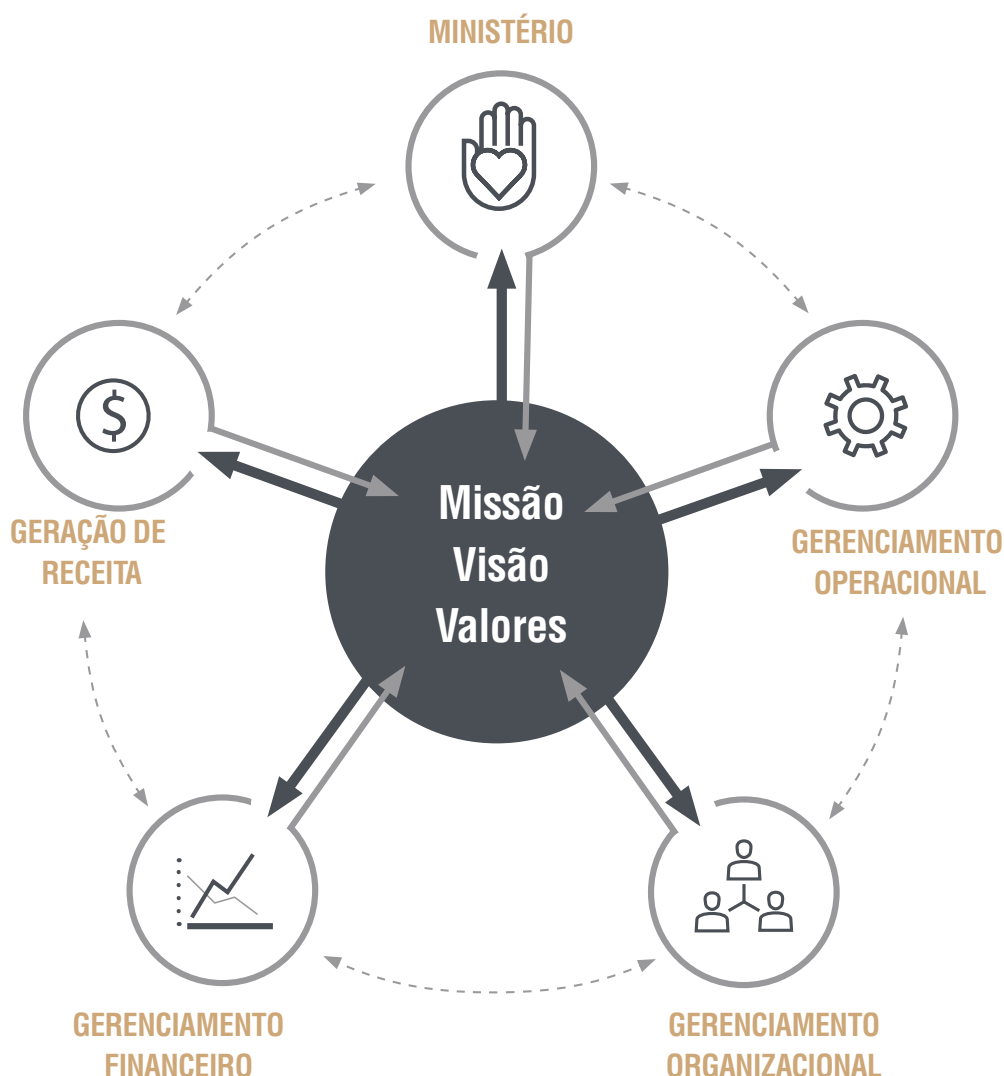 MINISTÉRIO
$
GERAÇÃO DE
RECEITA
Missão
Visão
Valores
GERENCIAMENTO
OPERACIONAL
GERENCIAMENTO
FINANCEIRO
GERENCIAMENTO
ORGANIZACIONAL